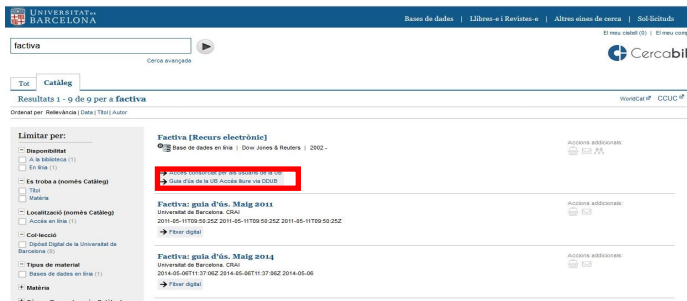 UNIVERSITAT DE
BARCELONA
Bases de dades | Llibres-e i Revistes-e | Altres eines de cerca | Sol·licituds
El meu cistell (0) | El meu comp
factiva
Cerca avançada
Cercabil
Tot Catàleg
Resultats 1 - 9 de 9 per a factiva
WorldCat CCUC
Ordenat per Rellevància | Data | Títol | Autor
Limitar per:
Disponibilitat
A la biblioteca (1)
En línia (1)
Es troba a (només Catàleg)
Títol
Matèria
Localització (només Catàleg)
Accés en línia (1)
Col·lecció
Dipòsit Digital de la Universitat de
Barcelona (8)
Tipus de material
Bases de dades en línia (1)
Matèria
Factiva [Recurs electrònic]
Base de dades en línia | Dow Jones & Reuters | 2002 -
Accés consorciat per als usuaris de la UB
Guia d'ús de la UB Accés lliure via DDUB
Accions addicionals:
Factiva: guia d'ús. Maig 2011
Universitat de Barcelona. CRAI
2011-05-11T09:50:25Z 2011-05-11T09:50:25Z 2011-05-11T09:50:25Z
Fitxer digital
Accions addicionals:
Factiva: guia d'ús. Maig 2014
Universitat de Barcelona. CRAI
2014-05-06T11:37:06Z 2014-05-06T11:37:06Z 2014-05-06
Fitxer digital
Accions addicionals: